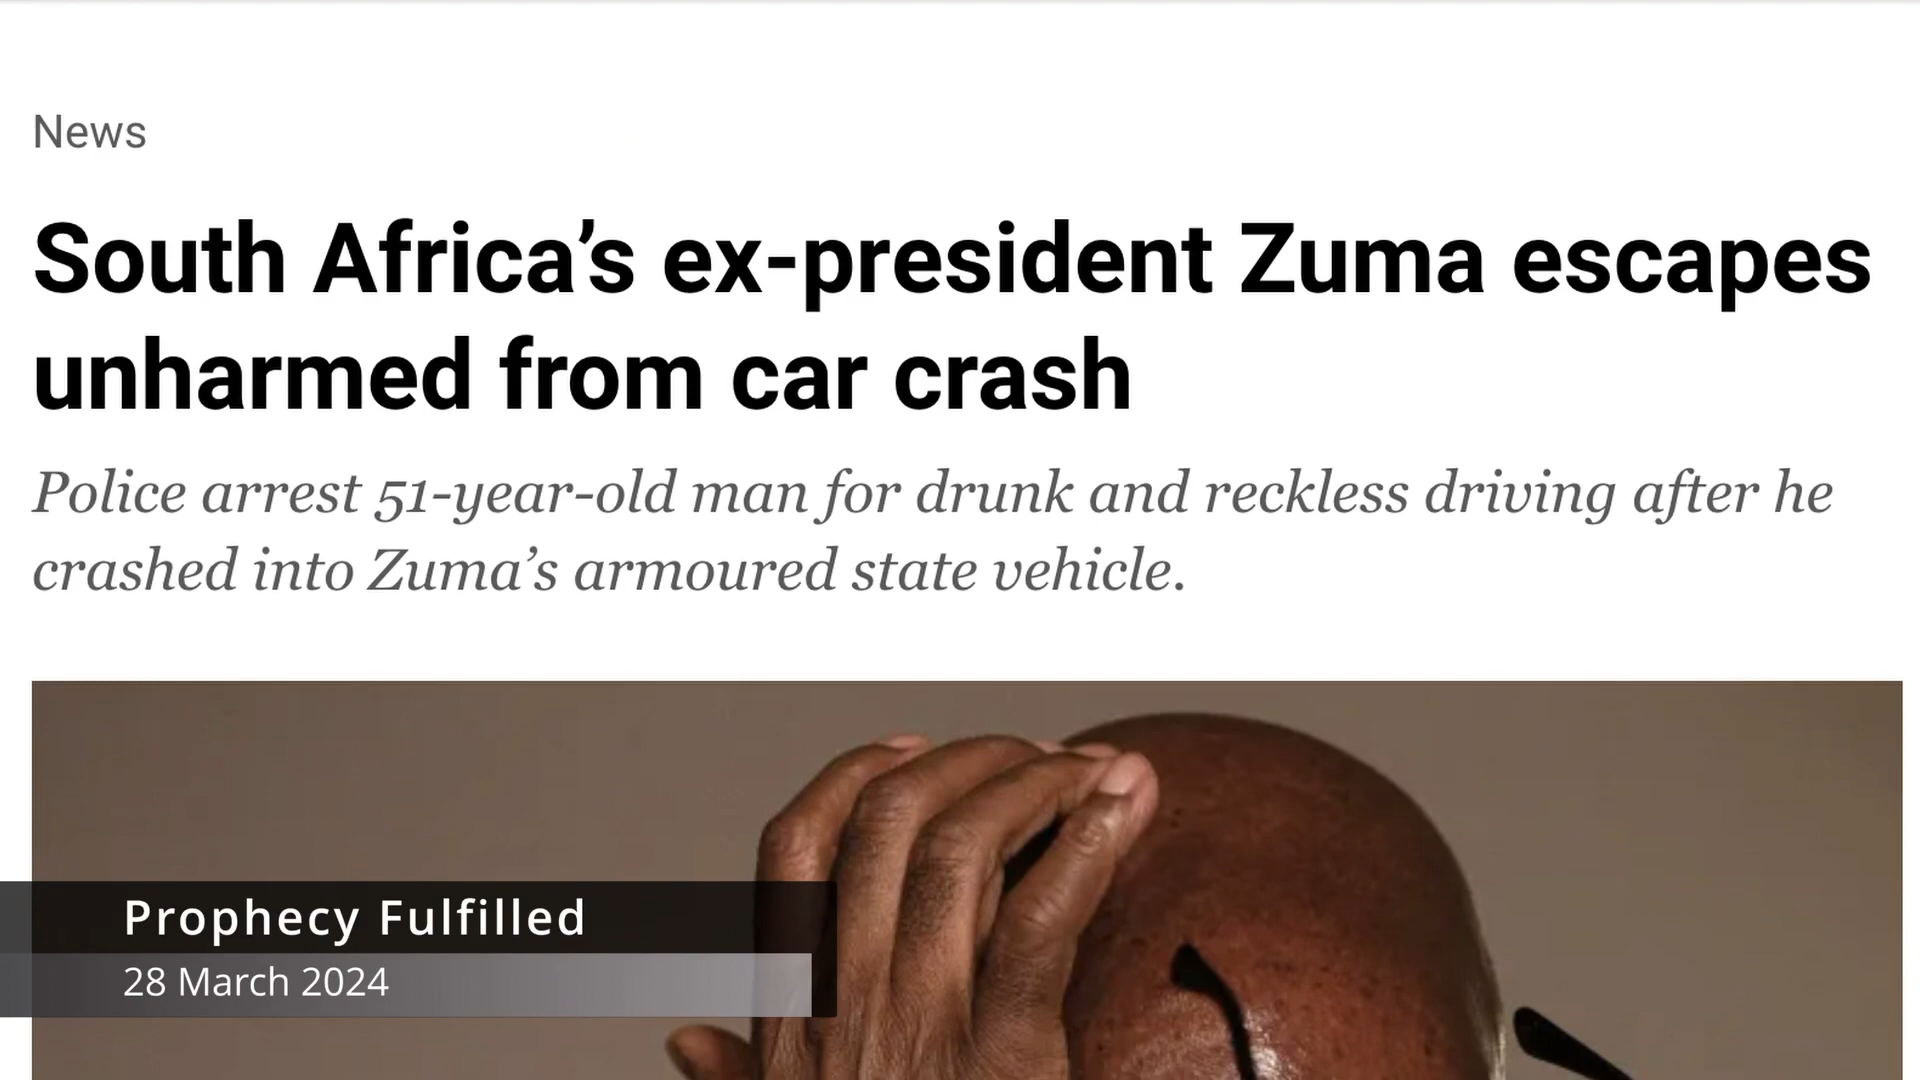 News
South Africa’s ex-president Zuma escapes
unharmed from car crash
Police arrest 51-year-old man for drunk and reckless driving after he
crashed into Zuma’s armoured state vehicle.
Prophecy Fulfilled
28 March 2024